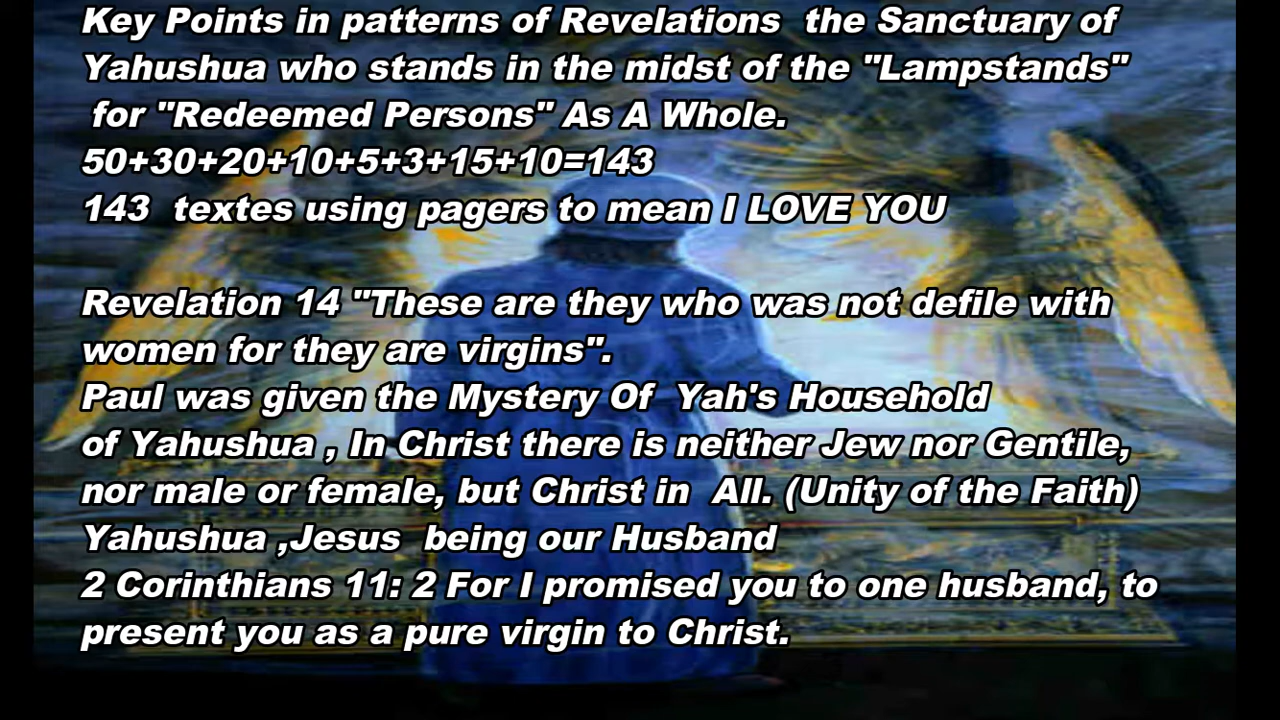 Key Points in patterns of Revelations the Sanctuary of
Yahushua who stands in the midst of the "Lampstands"
for "Redeemed Persons" As A Whole.
50+30+20+10+5+3+15+10=143
143 textes using pagers to mean I LOVE YOU
Revelation 14 "These are they who was not defile with
women for they are virgins".
Paul was given the Mystery Of Yah's Household
of Yahushua , In Christ there is neither Jew nor Gentile,
nor male or female, but Christ in All. (Unity of the Faith)
Yahushua ,Jesus being our Husband
2 Corinthians 11: 2 For I promised you to one husband, to
present you as a pure virgin to Christ.